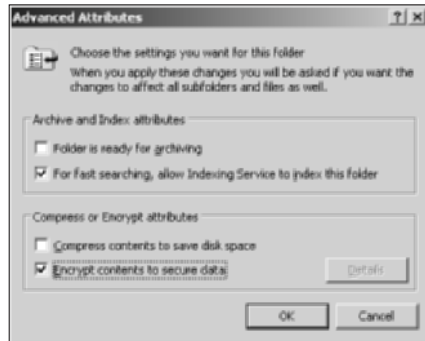 Advanced Attributes
Choose the settings you want for this folder
When you apply these changes you will be asked if you want the
changes to affect all subfolders and files as well.
Archive and Index attributes
Folder is ready for archiving
For fast searching, allow Indexing Service to index this folder
Compress or Encrypt attributes
Compress contents to save disk space
Encrypt contents to secure data
Details
OK Cancel